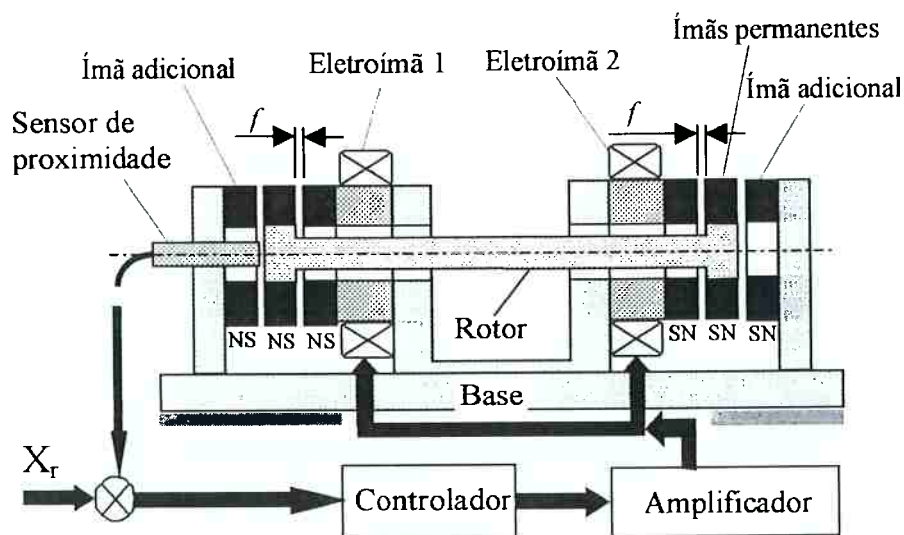 Ímãs permanentes
Ímã adicional
Eletroímã 1
Eletroímã 2
Ímã adicional
Sensor de
proximidade
f
f
Rotor
NS NS NS
SN SN SN
Base
X_r
Controlador
Amplificador